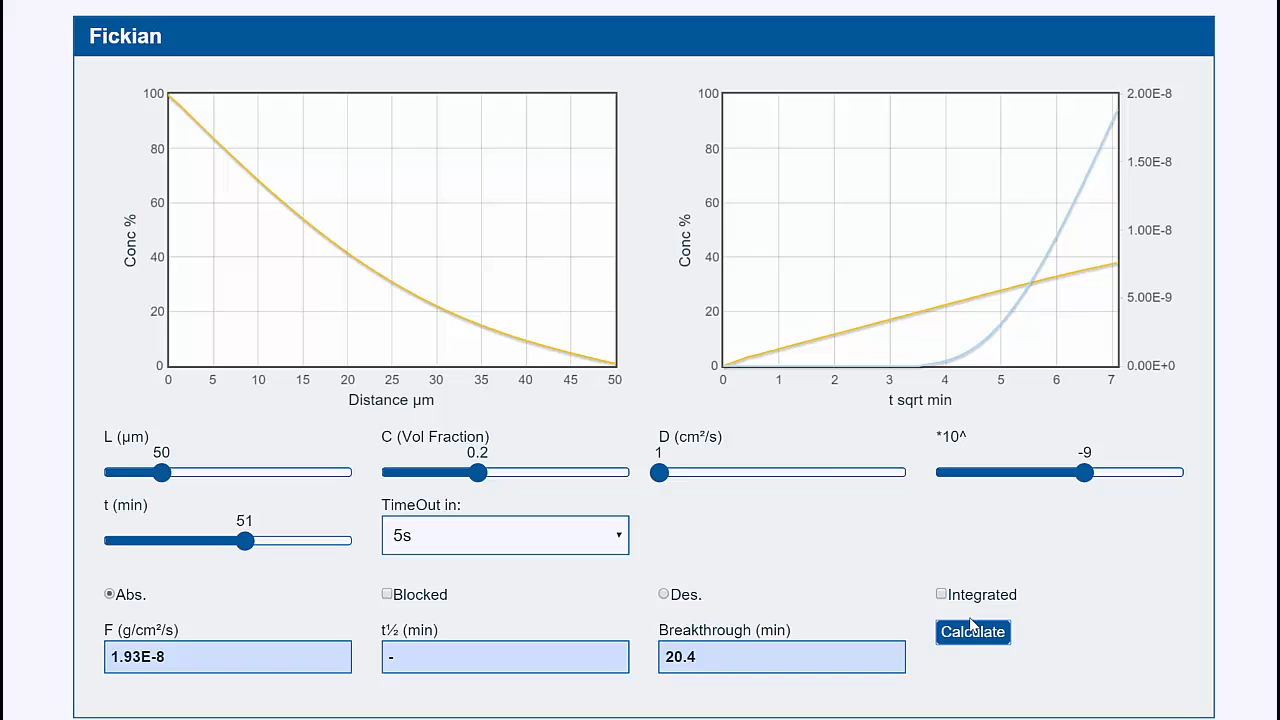 Fickian
100 80 60 40 20 0
Conc %
0 5 10 15 20 25 30 35 40 45 50
Distance µm
100 80 60 40 20 0
Conc %
2.00E-8 1.50E-8 1.00E-8 5.00E-9 0.00E+0
0 1 2 3 4 5 6 7
t sqrt min
L (µm) C (Vol Fraction) D (cm²/s) *10^
50 0.2 1 -9
t (min) TimeOut in:
51
5s
Abs. Blocked Des. Integrated
F (g/cm²/s) t½ (min) Breakthrough (min) Calculate
1.93E-8 - 20.4